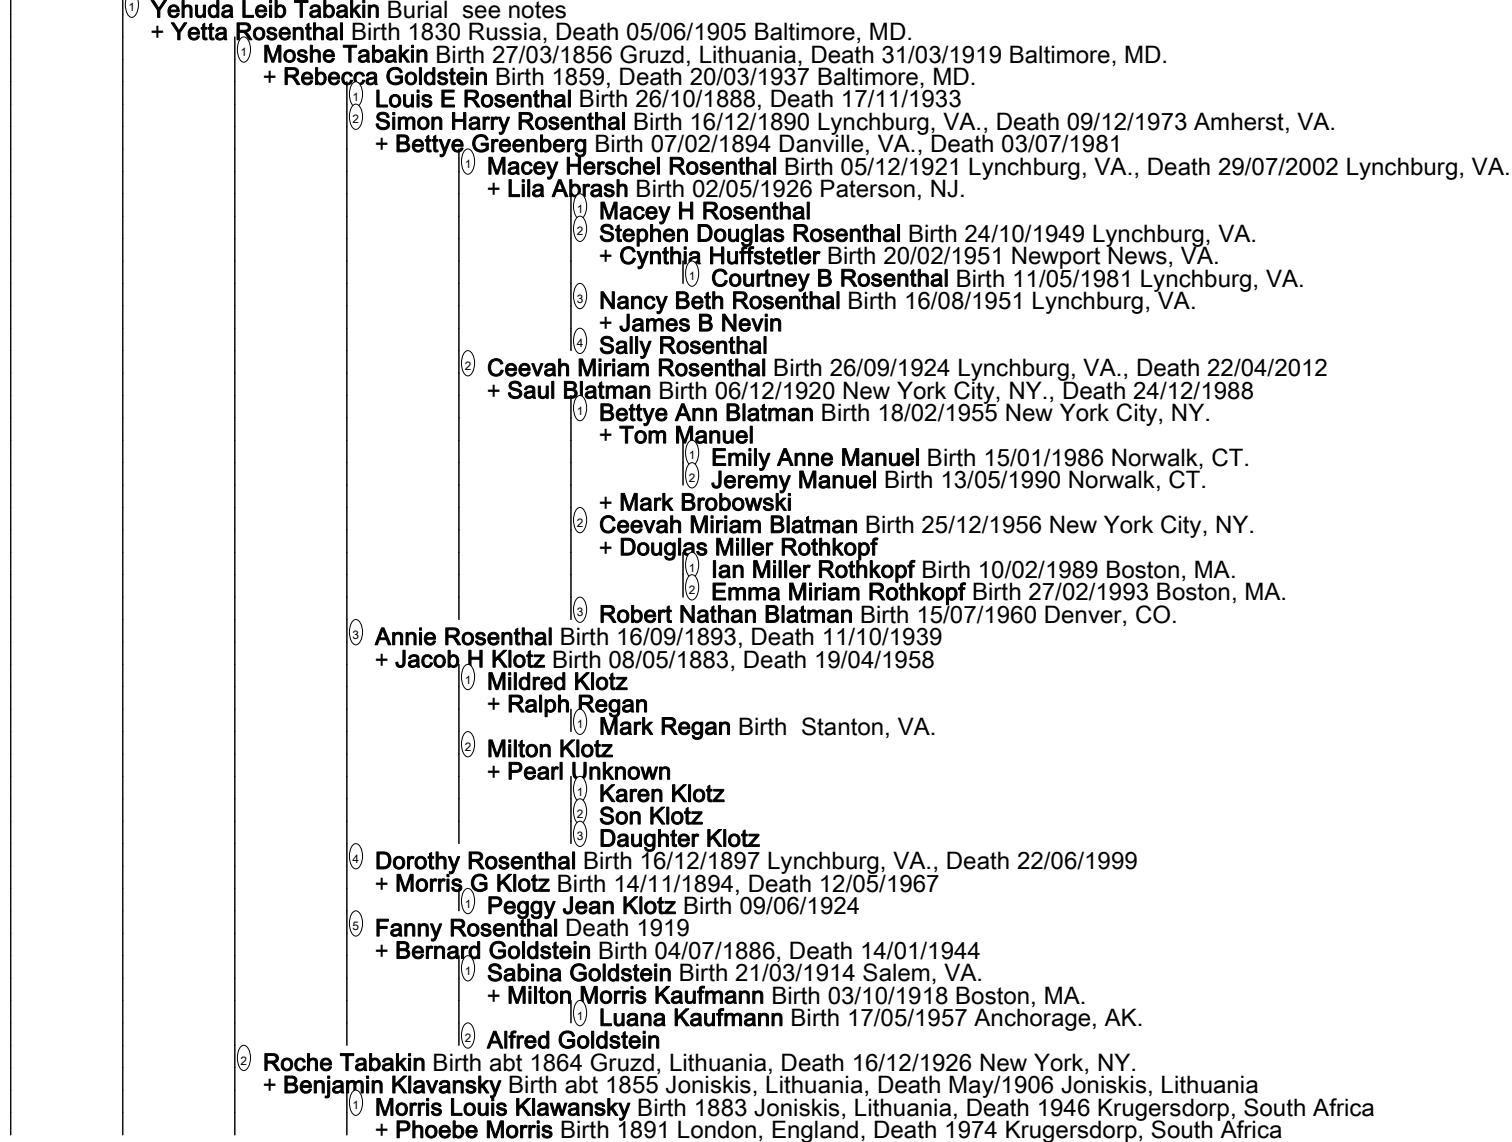 1 Yehuda Leib Tabakin Burial  see notes
+ Yetta Rosenthal Birth 1830 Russia, Death 05/06/1905 Baltimore, MD.
1 Moshe Tabakin Birth 27/03/1856 Gruzd, Lithuania, Death 31/03/1919 Baltimore, MD.
+ Rebecca Goldstein Birth 1859, Death 20/03/1937 Baltimore, MD.
1 Louis E Rosenthal Birth 26/10/1888, Death 17/11/1933
2 Simon Harry Rosenthal Birth 16/12/1890 Lynchburg, VA., Death 09/12/1973 Amherst, VA.
+ Bettye Greenberg Birth 07/02/1894 Danville, VA., Death 03/07/1981
1 Macey Herschel Rosenthal Birth 05/12/1921 Lynchburg, VA., Death 29/07/2002 Lynchburg, VA.
+ Lila Abrash Birth 02/05/1926 Paterson, NJ.
1 Macey H Rosenthal
2 Stephen Douglas Rosenthal Birth 24/10/1949 Lynchburg, VA.
+ Cynthia Huffstetler Birth 20/02/1951 Newport News, VA.
1 Courtney B Rosenthal Birth 11/05/1981 Lynchburg, VA.
3 Nancy Beth Rosenthal Birth 16/08/1951 Lynchburg, VA.
+ James B Nevin
4 Sally Rosenthal
2 Ceevah Miriam Rosenthal Birth 26/09/1924 Lynchburg, VA., Death 22/04/2012
+ Saul Blatman Birth 06/12/1920 New York City, NY., Death 24/12/1988
1 Bettye Ann Blatman Birth 18/02/1955 New York City, NY.
+ Tom Manuel
1 Emily Anne Manuel Birth 15/01/1986 Norwalk, CT.
2 Jeremy Manuel Birth 13/05/1990 Norwalk, CT.
+ Mark Brobowski
2 Ceevah Miriam Blatman Birth 25/12/1956 New York City, NY.
+ Douglas Miller Rothkopf
1 Ian Miller Rothkopf Birth 10/02/1989 Boston, MA.
2 Emma Miriam Rothkopf Birth 27/02/1993 Boston, MA.
3 Robert Nathan Blatman Birth 15/07/1960 Denver, CO.
3 Annie Rosenthal Birth 16/09/1893, Death 11/10/1939
+ Jacob H Klotz Birth 08/05/1883, Death 19/04/1958
1 Mildred Klotz
+ Ralph Regan
1 Mark Regan Birth  Stanton, VA.
2 Milton Klotz
+ Pearl Unknown
1 Karen Klotz
2 Son Klotz
3 Daughter Klotz
4 Dorothy Rosenthal Birth 16/12/1897 Lynchburg, VA., Death 22/06/1999
+ Morris G Klotz Birth 14/11/1894, Death 12/05/1967
1 Peggy Jean Klotz Birth 09/06/1924
5 Fanny Rosenthal Death 1919
+ Bernard Goldstein Birth 04/07/1886, Death 14/01/1944
1 Sabina Goldstein Birth 21/03/1914 Salem, VA.
+ Milton Morris Kaufmann Birth 03/10/1918 Boston, MA.
1 Luana Kaufmann Birth 17/05/1957 Anchorage, AK.
2 Alfred Goldstein
2 Roche Tabakin Birth abt 1864 Gruzd, Lithuania, Death 16/12/1926 New York, NY.
+ Benjamin Klavansky Birth abt 1855 Joniskis, Lithuania, Death May/1906 Joniskis, Lithuania
1 Morris Louis Klawansky Birth 1883 Joniskis, Lithuania, Death 1946 Krugersdorp, South Africa
+ Phoebe Morris Birth 1891 London, England, Death 1974 Krugersdorp, South Africa